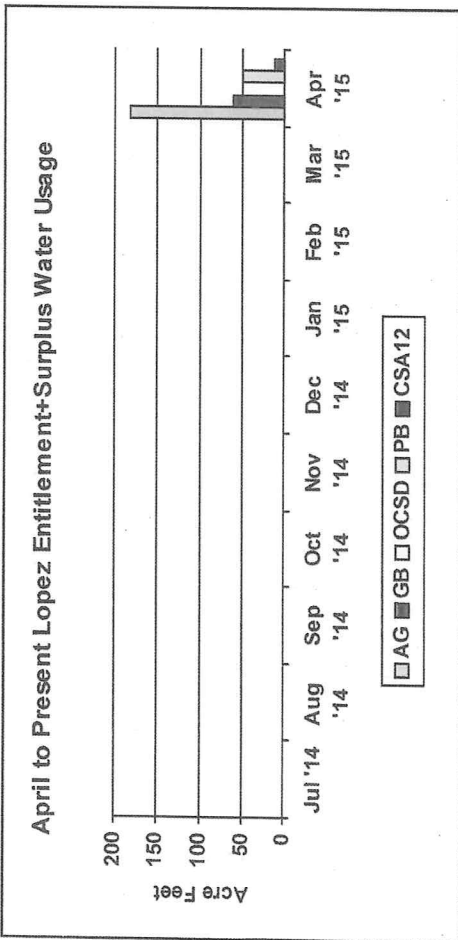 April to Present Lopez Entitlement+Surplus Water Usage
Acre Feet
200
150
100
50
0
Jul '14
Aug '14
Sep '14
Oct '14
Nov '14
Dec '14
Jan '15
Feb '15
Mar '15
Apr '15
AG GB OCSD PB CSA12